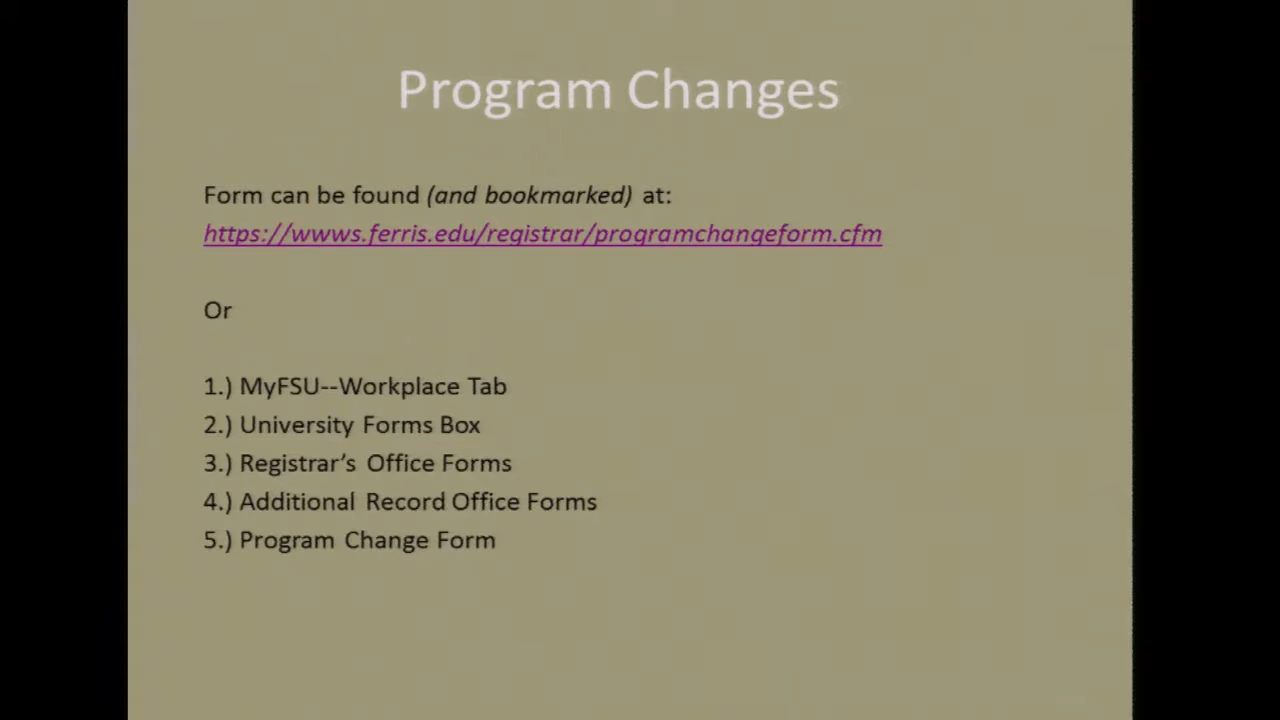 Program Changes
Form can be found (and bookmarked) at:
https://wwws.ferris.edu/registrar/programchangeform.cfm
Or
1.) MyFSU--Workplace Tab
2.) University Forms Box
3.) Registrar’s Office Forms
4.) Additional Record Office Forms
5.) Program Change Form